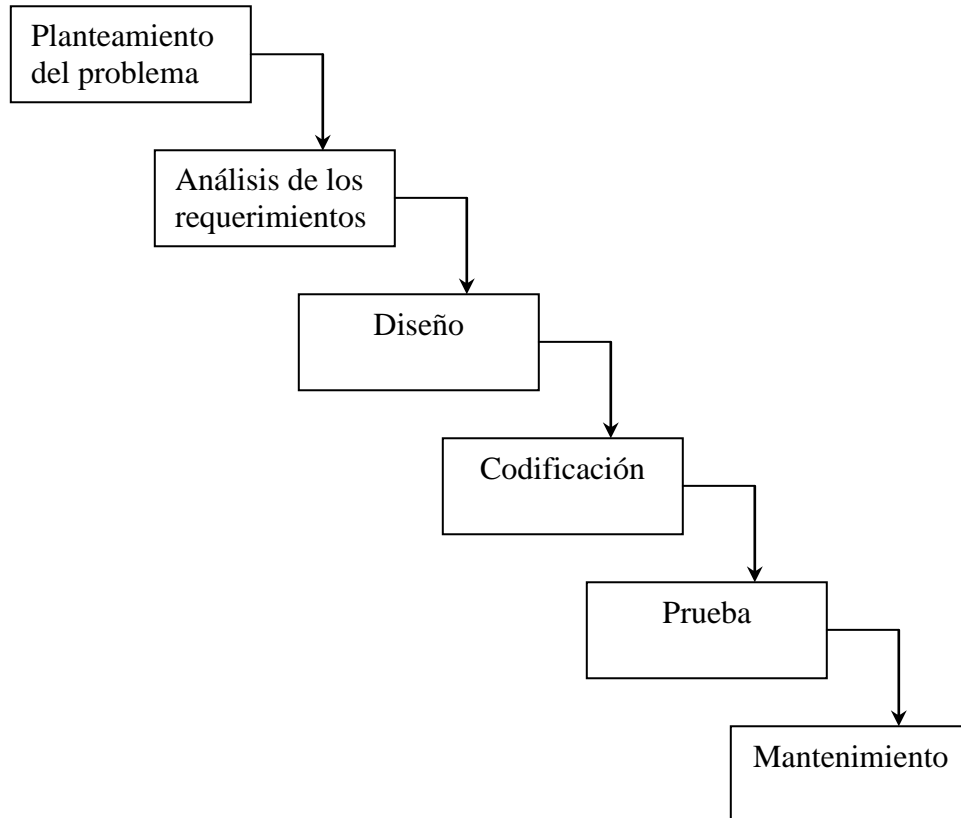 Planteamiento
del problema
Análisis de los
requerimientos
Diseño
Codificación
Prueba
Mantenimiento